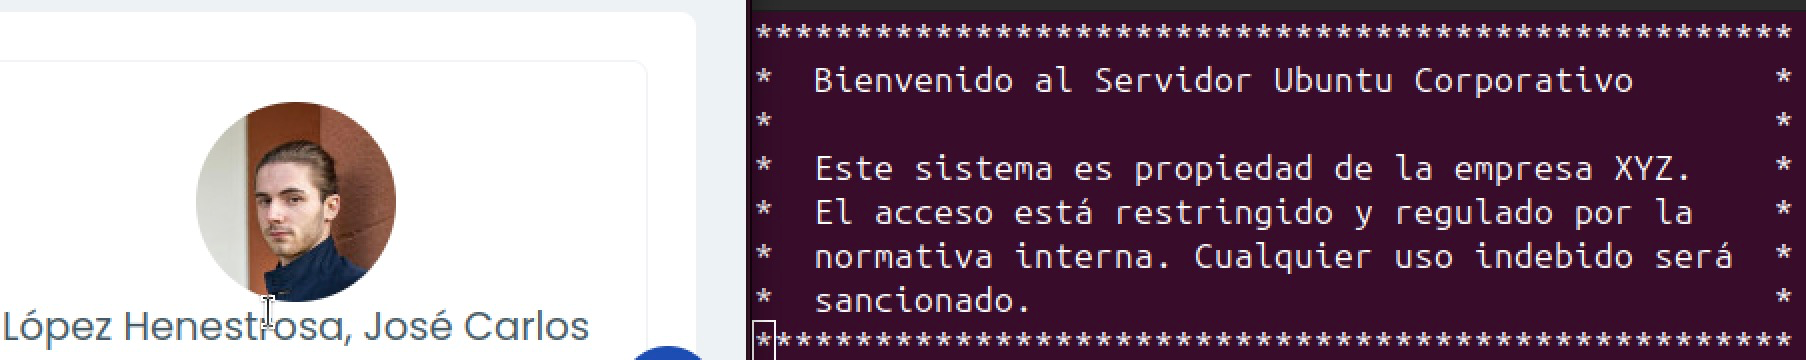 López Henestrosa, José Carlos
****************************************************
*  Bienvenido al Servidor Ubuntu Corporativo       *
*                                                  *
*  Este sistema es propiedad de la empresa XYZ.    *
*  El acceso está restringido y regulado por la    *
*  normativa interna. Cualquier uso indebido será  *
*  sancionado.                                     *
****************************************************